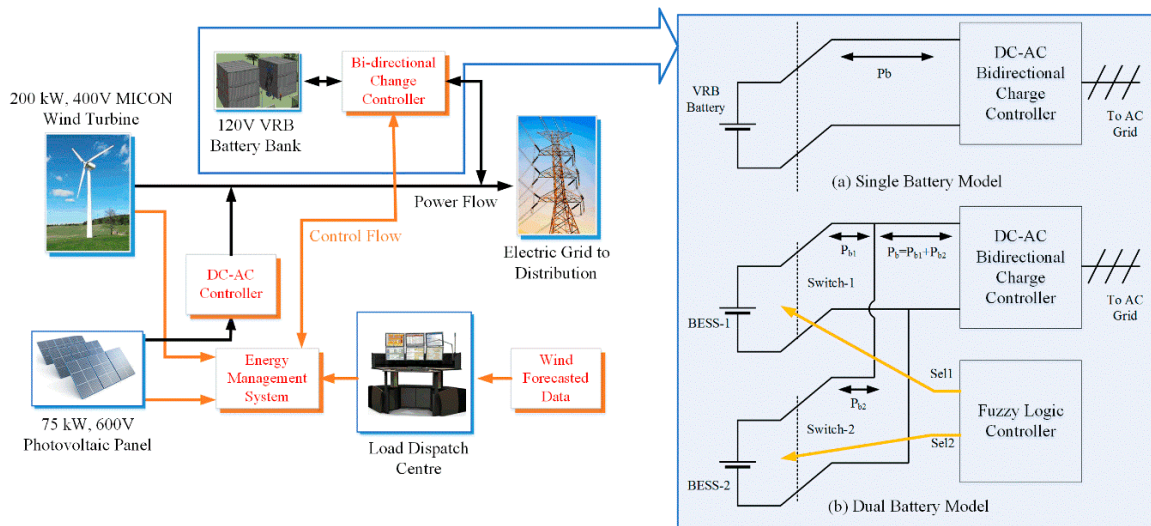 200 kW, 400V MICON
Wind Turbine
120V VRB
Battery Bank
Bi-directional
Change
Controller
Power Flow
Control Flow
Electric Grid to
Distribution
DC-AC
Controller
75 kW, 600V
Photovoltaic Panel
Energy
Management
System
Load Dispatch
Centre
Wind
Forecasted
Data
VRB
Battery
Pb
DC-AC
Bidirectional
Charge
Controller
To AC
Grid
(a) Single Battery Model
BESS-1
Switch-1
Pb1
Pb=Pb1+Pb2
DC-AC
Bidirectional
Charge
Controller
To AC
Grid
BESS-2
Switch-2
Pb2
Sel1
Sel2
Fuzzy Logic
Controller
(b) Dual Battery Model